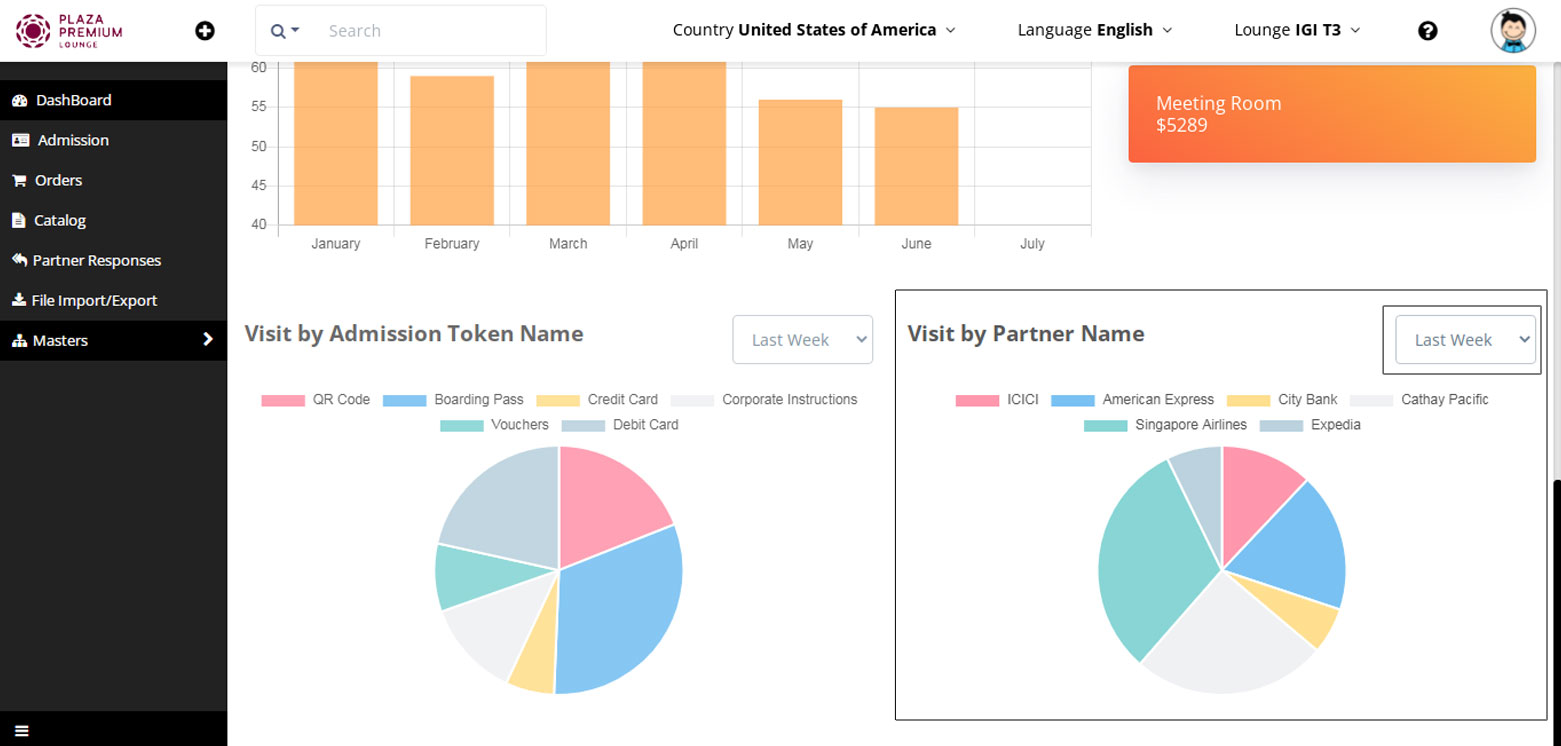 PLAZA
PREMIUM
LOUNGE
Search
Country United States of America
Language English
Lounge IGI T3
DashBoard
Admission
Orders
Catalog
Partner Responses
File Import/Export
Masters
60
55
50
45
40
January February March April May June July
Meeting Room
$5289
Visit by Admission Token Name
Last Week
QR Code Boarding Pass Credit Card Corporate Instructions
Vouchers Debit Card
Visit by Partner Name
Last Week
ICICI American Express City Bank Cathay Pacific
Singapore Airlines Expedia